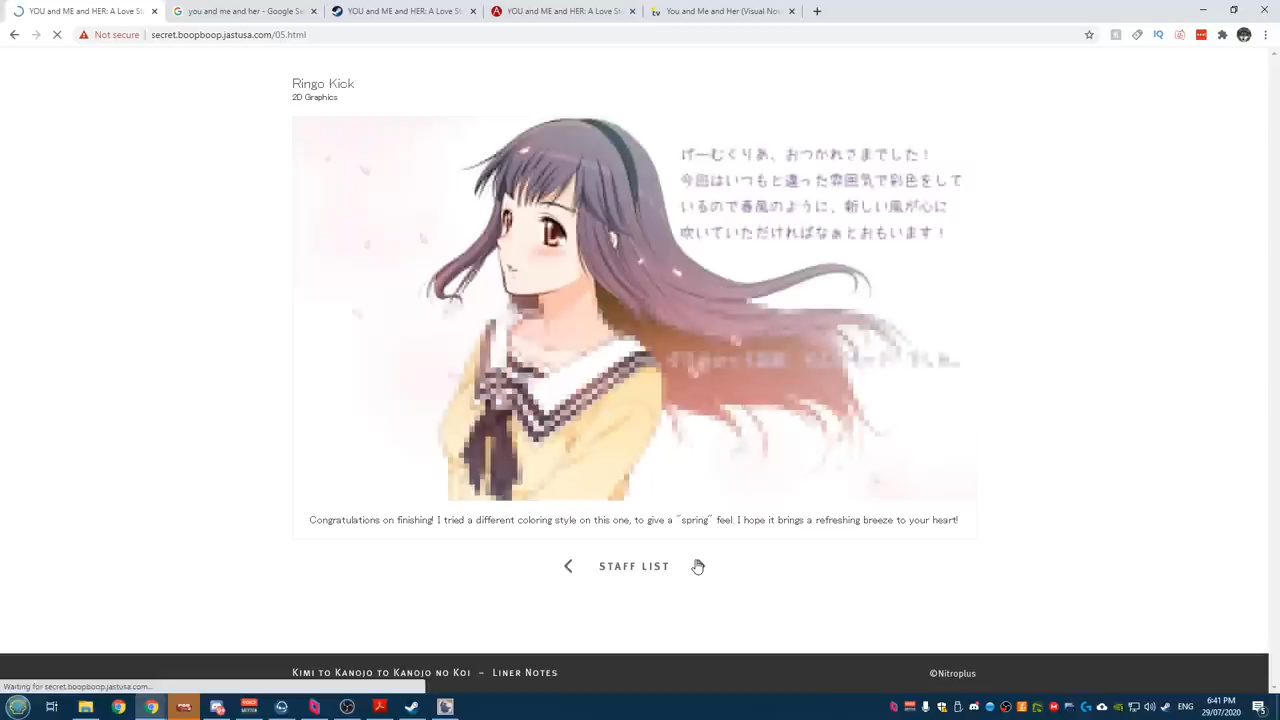 YOU and ME and HER: A Love St
you and me and her - Google Se
YOU and ME and HER: A Love St
YOU and ME and HER: A Love St
You and Me and Her (Visual Nov
Not secure
secret.boopboop.jastusa.com/05.html
Ringo Kick
2D Graphics
げーむくりあ、おつかれさまでした！
今回はいつもと違った雰囲気で彩色をして
いるので春風のように、新しい風が心に
吹いていただければなぁとおもいます！
Congratulations on finishing! I tried a different coloring style on this one, to give a "spring" feel. I hope it brings a refreshing breeze to your heart!
STAFF LIST
Kimi to Kanojo to Kanojo no Koi – Liner Notes
©Nitroplus
Waiting for secret.boopboop.jastusa.com...
ENG
6:41 PM
29/07/2020